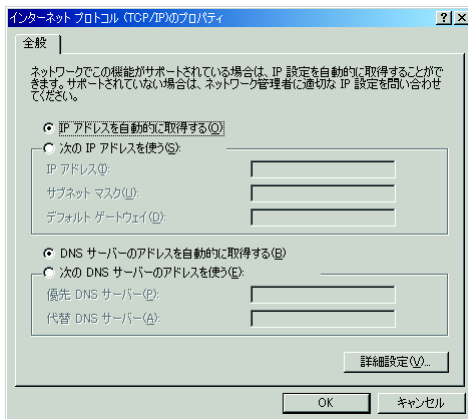 インターネット プロトコル (TCP/IP)のプロパティ
全般
ネットワークでこの機能がサポートされている場合は、IP 設定を自動的に取得することがで
きます。サポートされていない場合は、ネットワーク管理者に適切な IP 設定を問い合わせ
てください。
IP アドレスを自動的に取得する(O)
次の IP アドレスを使う(S):
IP アドレス(I):
サブネット マスク(U):
デフォルト ゲートウェイ(D):
DNS サーバーのアドレスを自動的に取得する(B)
次の DNS サーバーのアドレスを使う(E):
優先 DNS サーバー(P):
代替 DNS サーバー(A):
詳細設定(V)...
OK
キャンセル